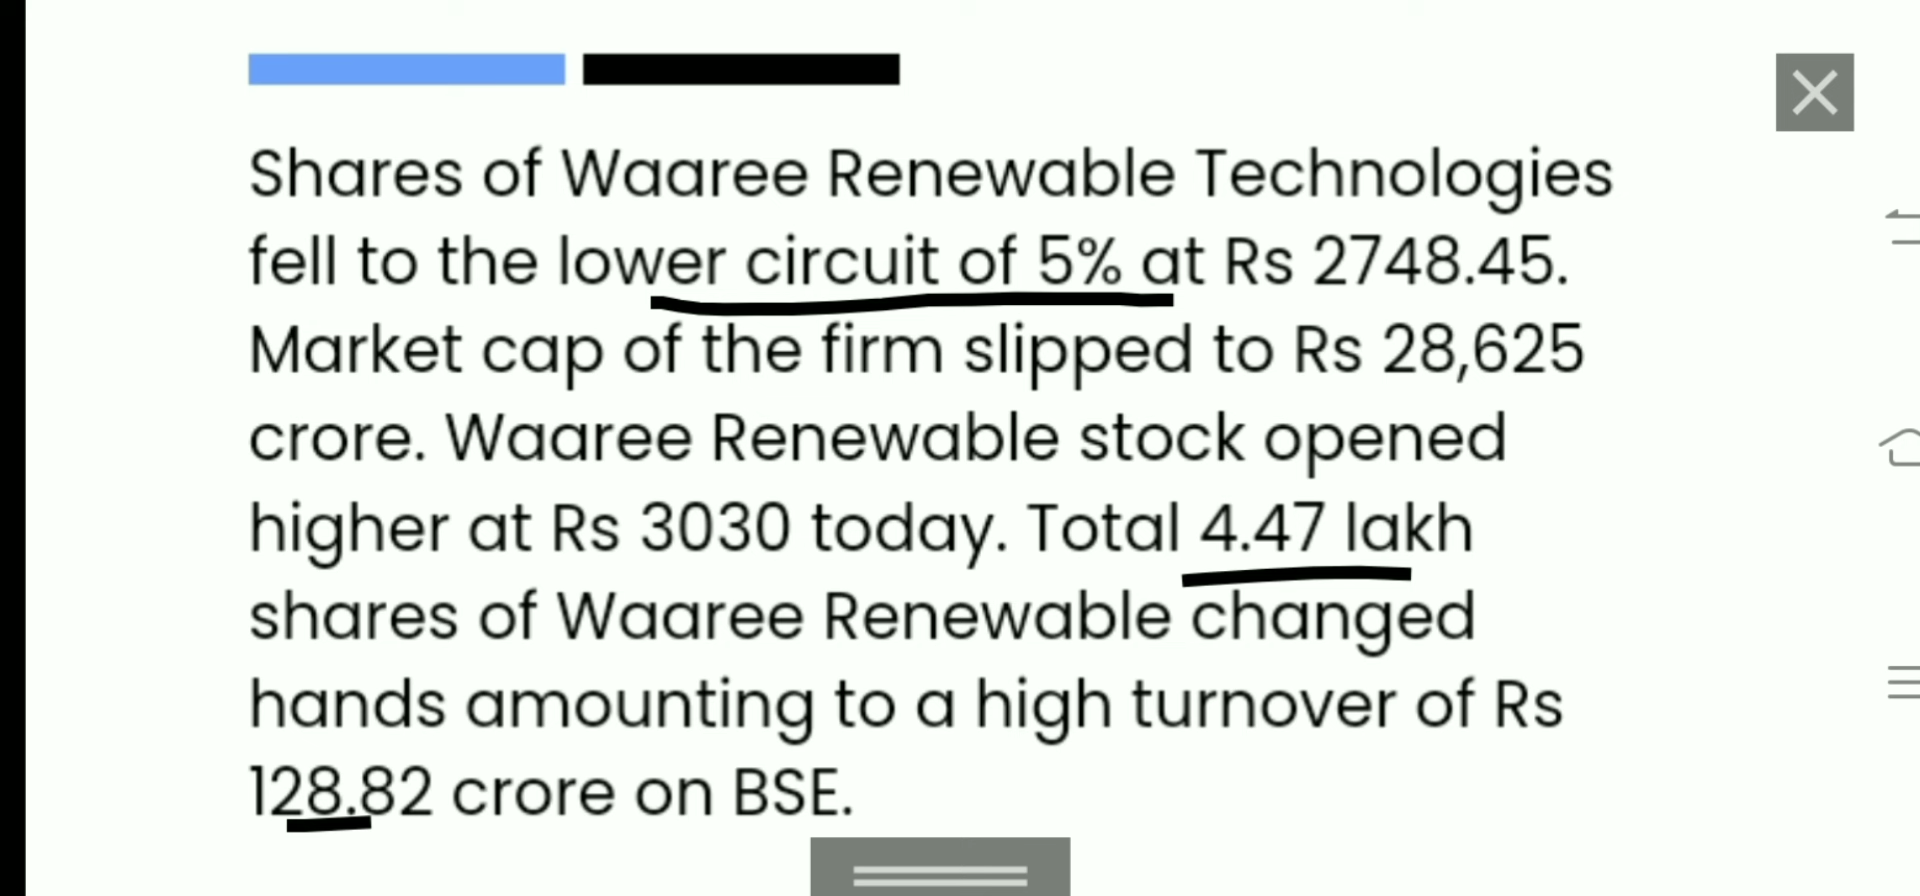 Shares of Waaree Renewable Technologies
fell to the lower circuit of 5% at Rs 2748.45.
Market cap of the firm slipped to Rs 28,625
crore. Waaree Renewable stock opened
higher at Rs 3030 today. Total 4.47 lakh
shares of Waaree Renewable changed
hands amounting to a high turnover of Rs
128.82 crore on BSE.